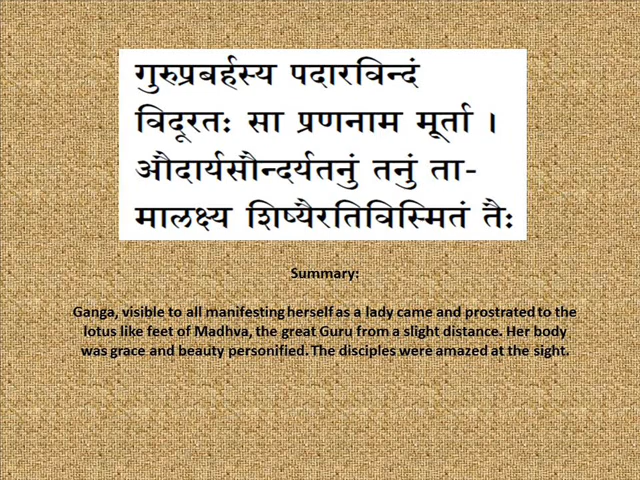 गुरुप्रबर्हस्य पदारविन्दं
विदूरतः सा प्रणनाम मूर्ता ।
औदार्यसौन्दर्यतनुं तनुं ता-
मालक्ष्य शिष्यैरतिविस्मितं तैः
Summary:
Ganga, visible to all manifesting herself as a lady came and prostrated to the
lotus like feet of Madhva, the great Guru from a slight distance. Her body
was grace and beauty personified. The disciples were amazed at the sight.